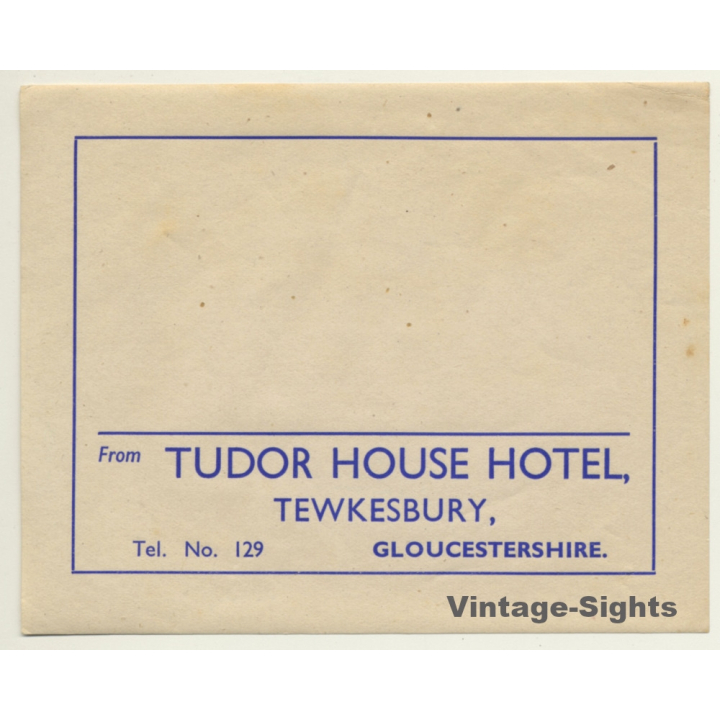 From TUDOR HOUSE HOTEL,
TEWKESBURY,
Tel. No. 129 GLOUCESTERSHIRE.
Vintage-Sights